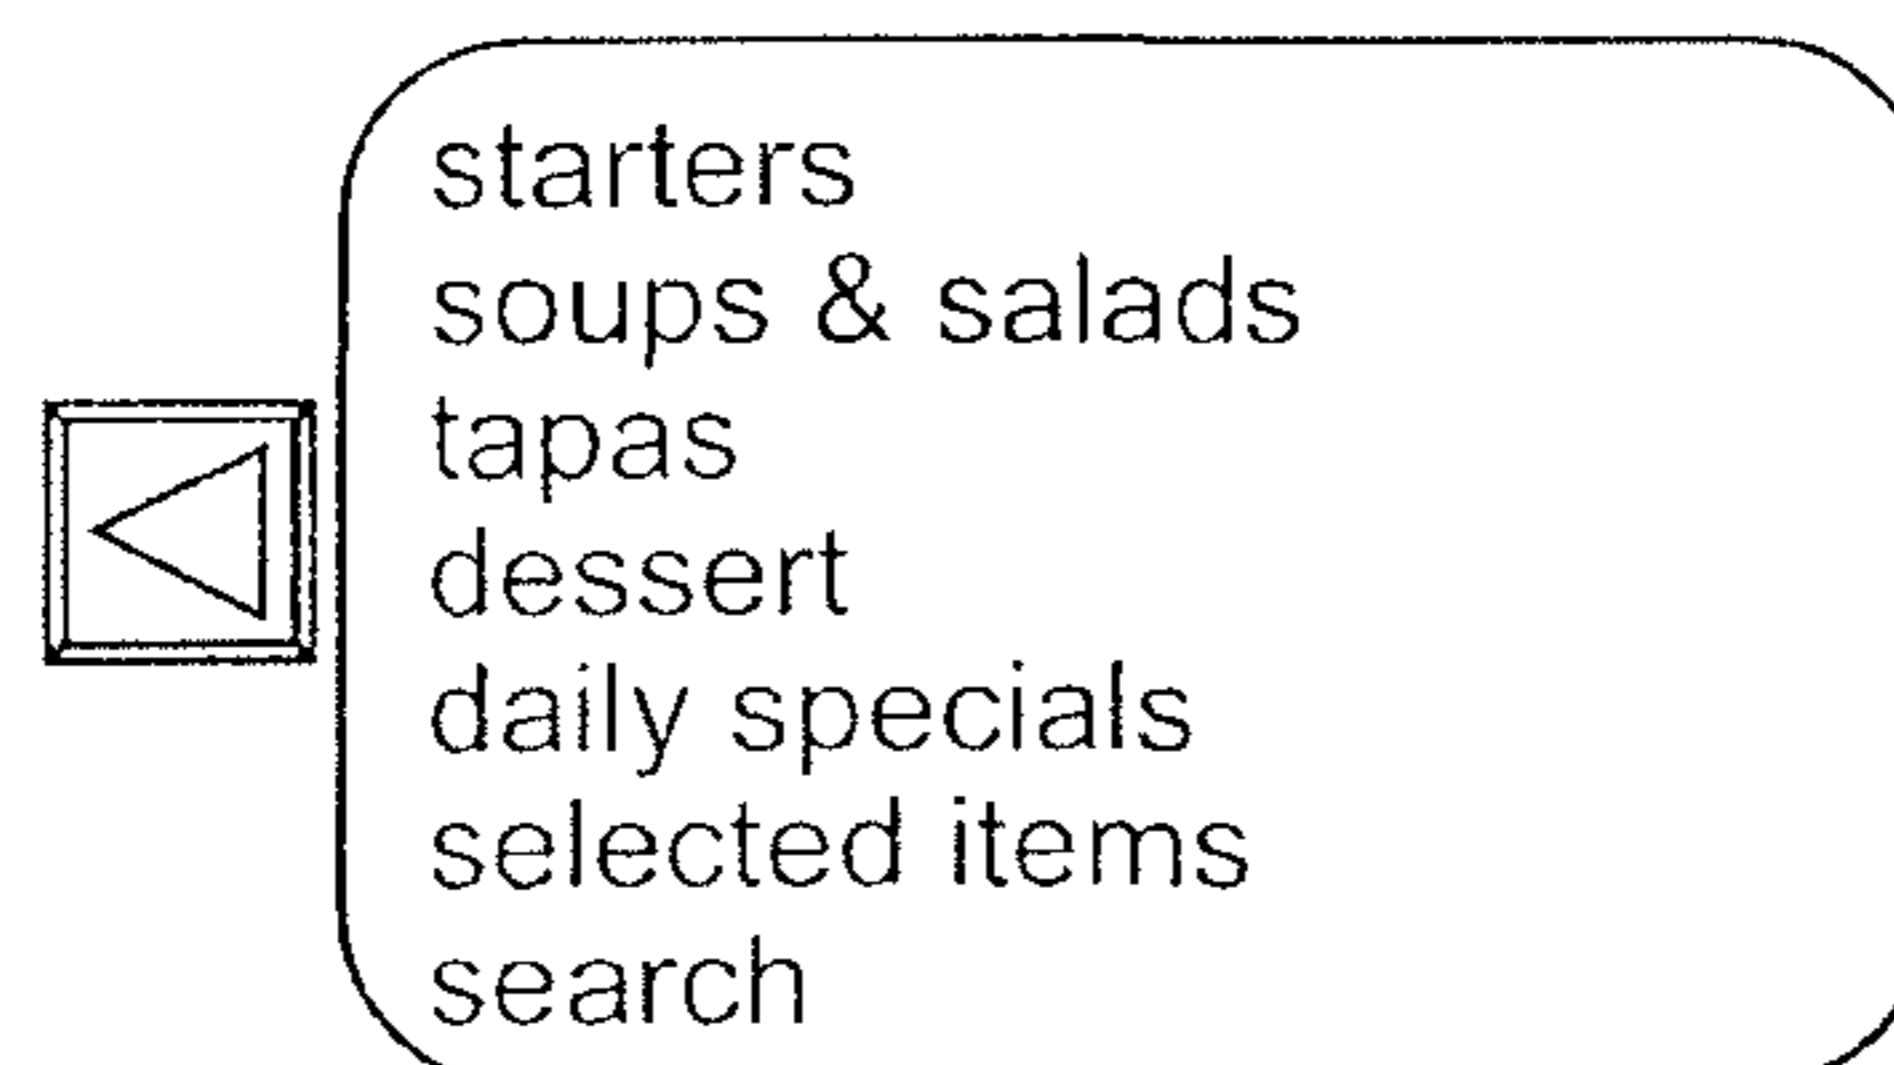 starters
soups & salads
tapas
dessert
daily specials
selected items
search